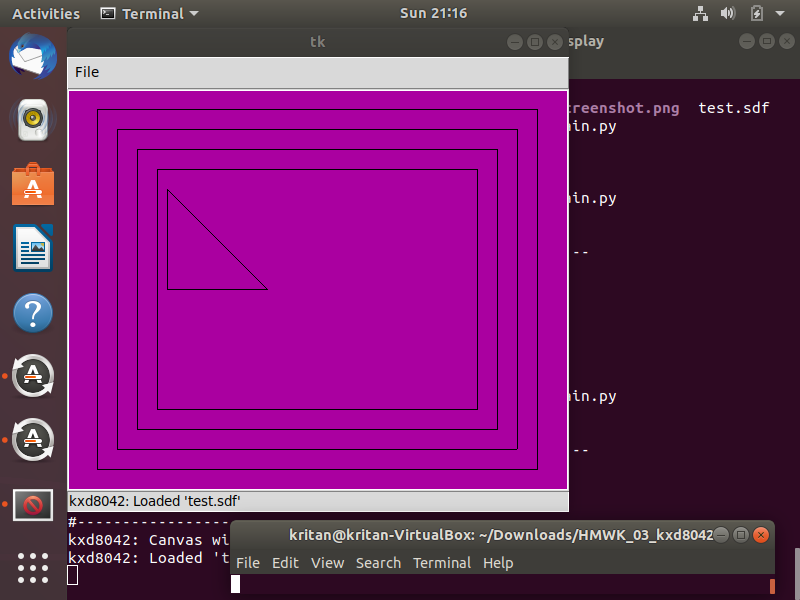 Activities Terminal Sun 21:16
tk
splay
File
reenshot.png test.sdf
in.py
in.py
--
in.py
--
kxd8042: Loaded 'test.sdf'
#-----------------
kxd8042: Canvas wi
kxd8042: Loaded 't
kritan@kritan-VirtualBox: ~/Downloads/HMWK_03_kxd8042
File Edit View Search Terminal Help